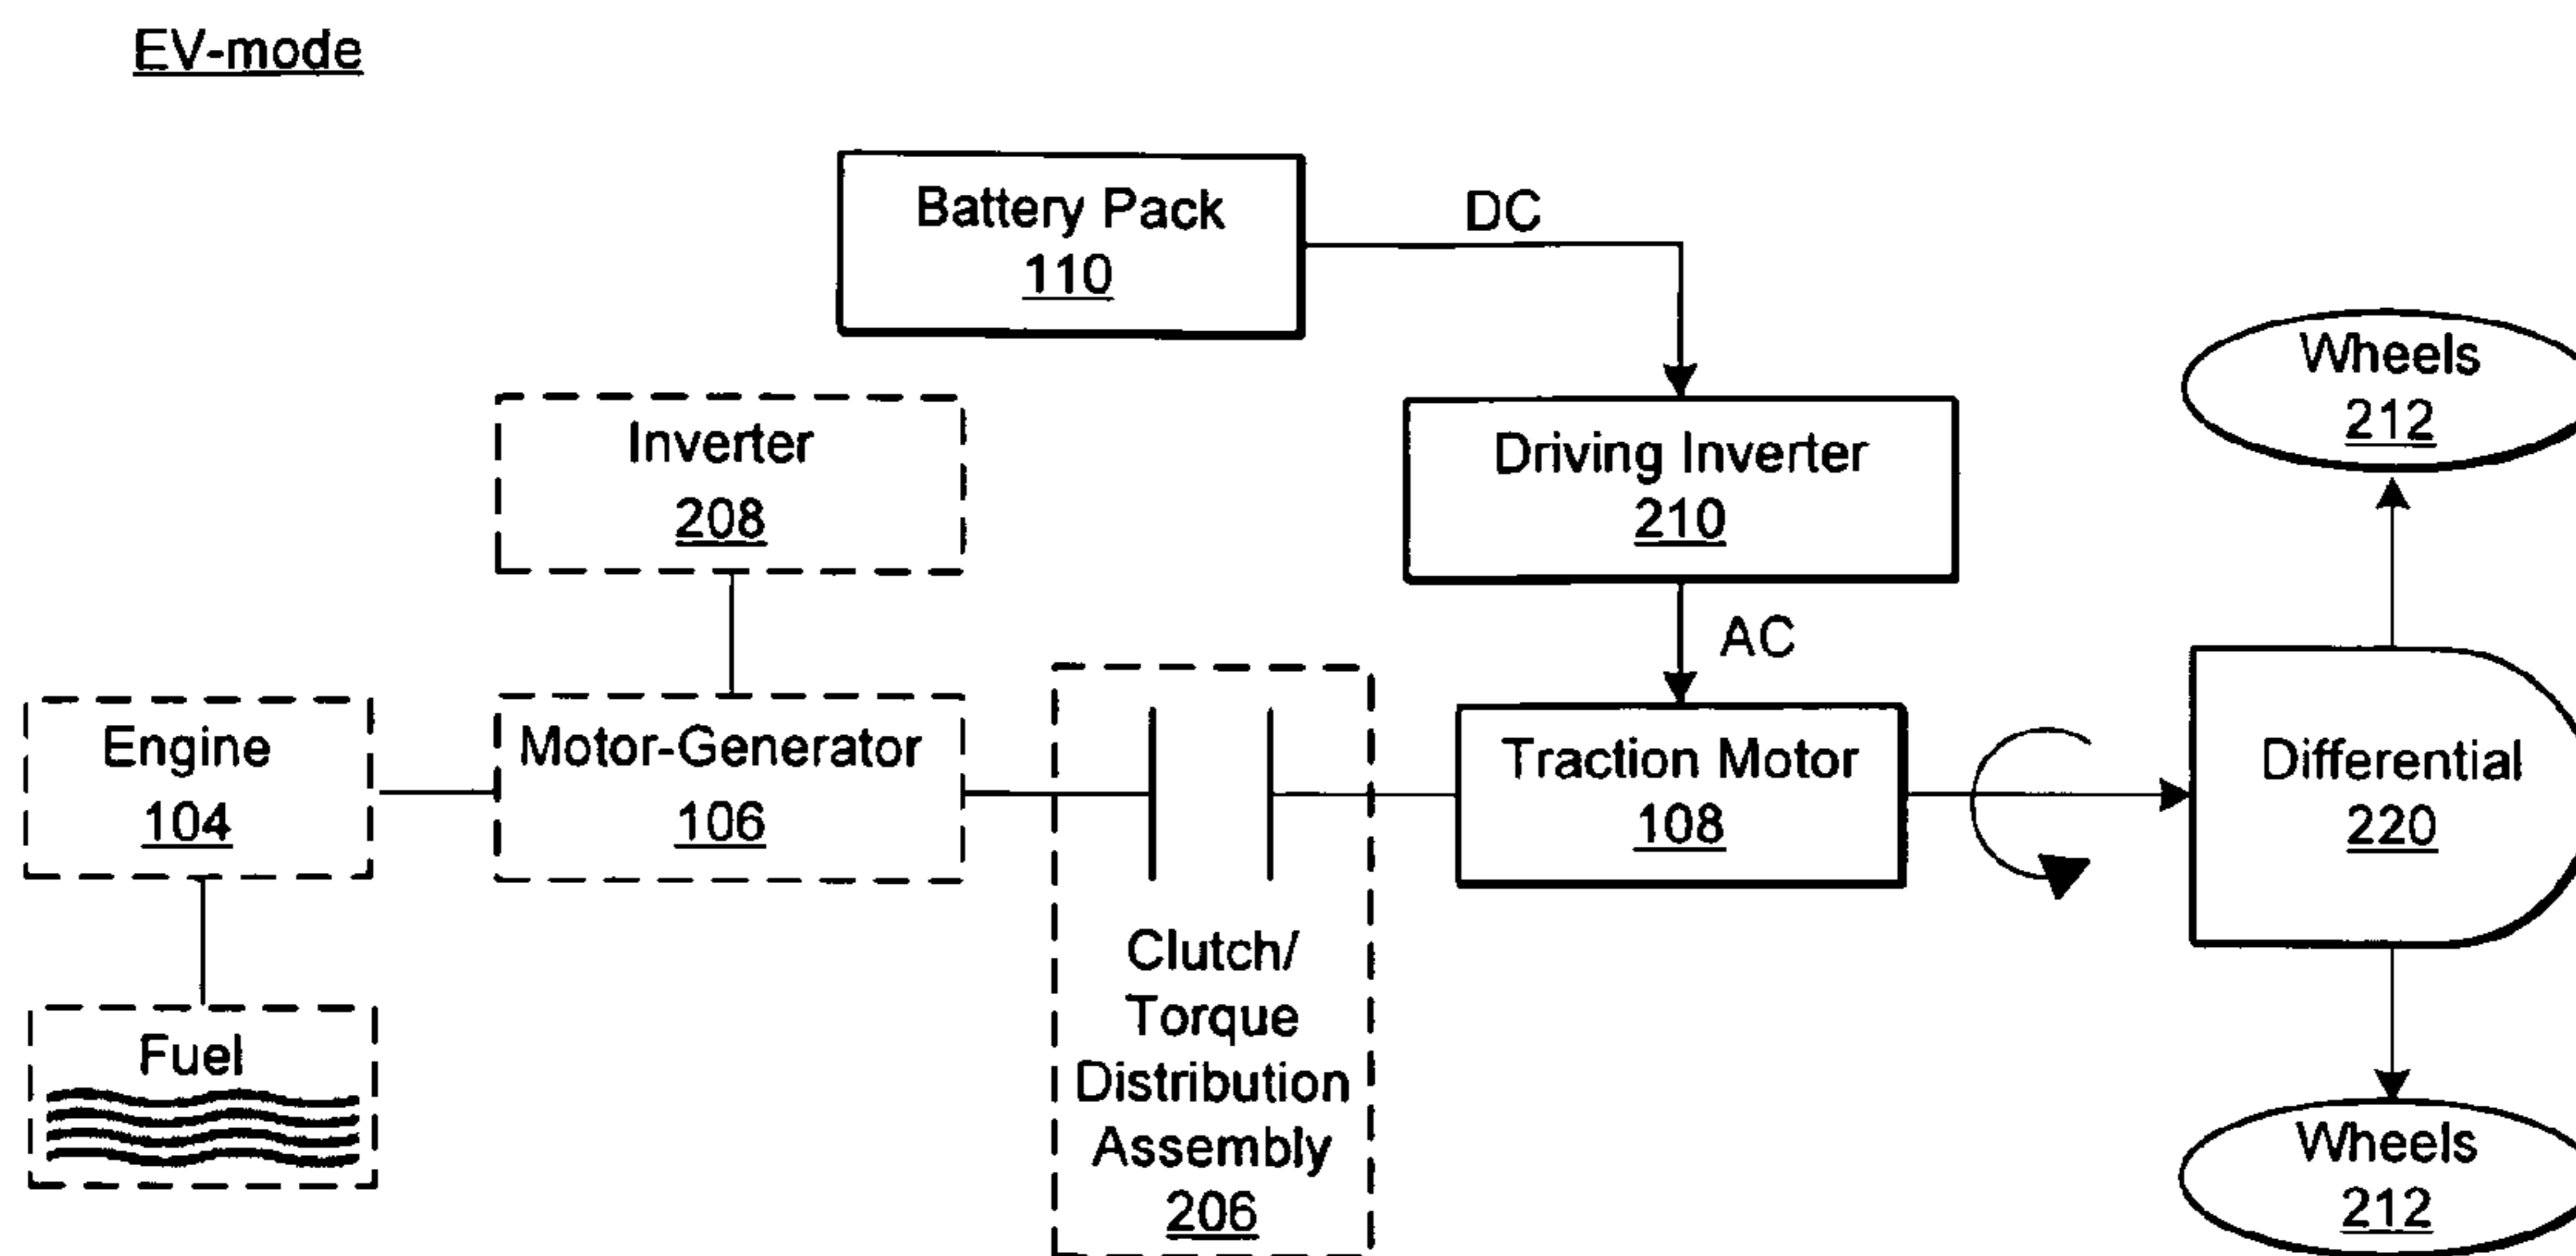 EV-mode
Battery Pack
110
DC
Wheels
212
Inverter
208
Driving Inverter
210
AC
Engine
104
Motor-Generator
106
Traction Motor
108
Differential
220
Clutch/
Torque
Distribution
Assembly
206
Fuel
Wheels
212